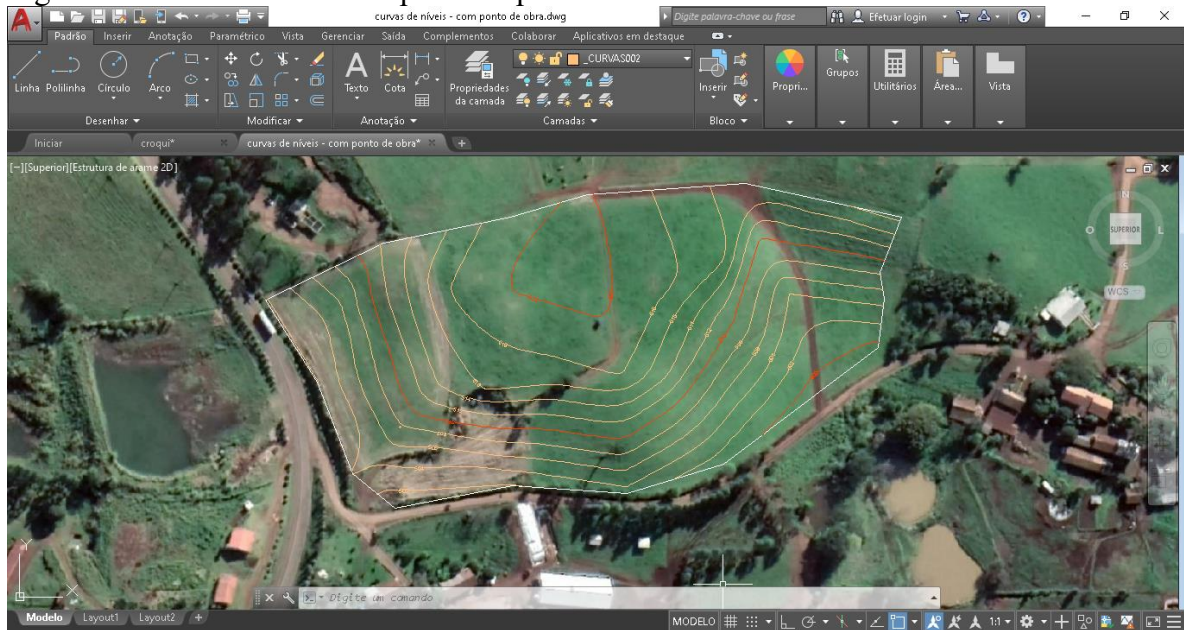 curvas de níveis - com ponto de obra.dwg
Digite palavra-chave ou frase
Efetuar login
Padrão Inserir Anotação Paramétrico Vista Gerenciar Saída Complementos Colaborar Aplicativos em destaque
_CURVAS002
Linha Polilinha Círculo Arco
Texto Cota
Propriedades da camada
Inserir
Propri...
Grupos
Utilitários
Área...
Vista
Desenhar Modificar Anotação Camadas Bloco
Iniciar croqui* curvas de níveis - com ponto de obra*
[−][Superior][Estrutura de arame 2D]
N
O SUPERIOR L
S
WCS
Y
X
Digite um comando
Modelo Layout1 Layout2 +
MODELO 1:1